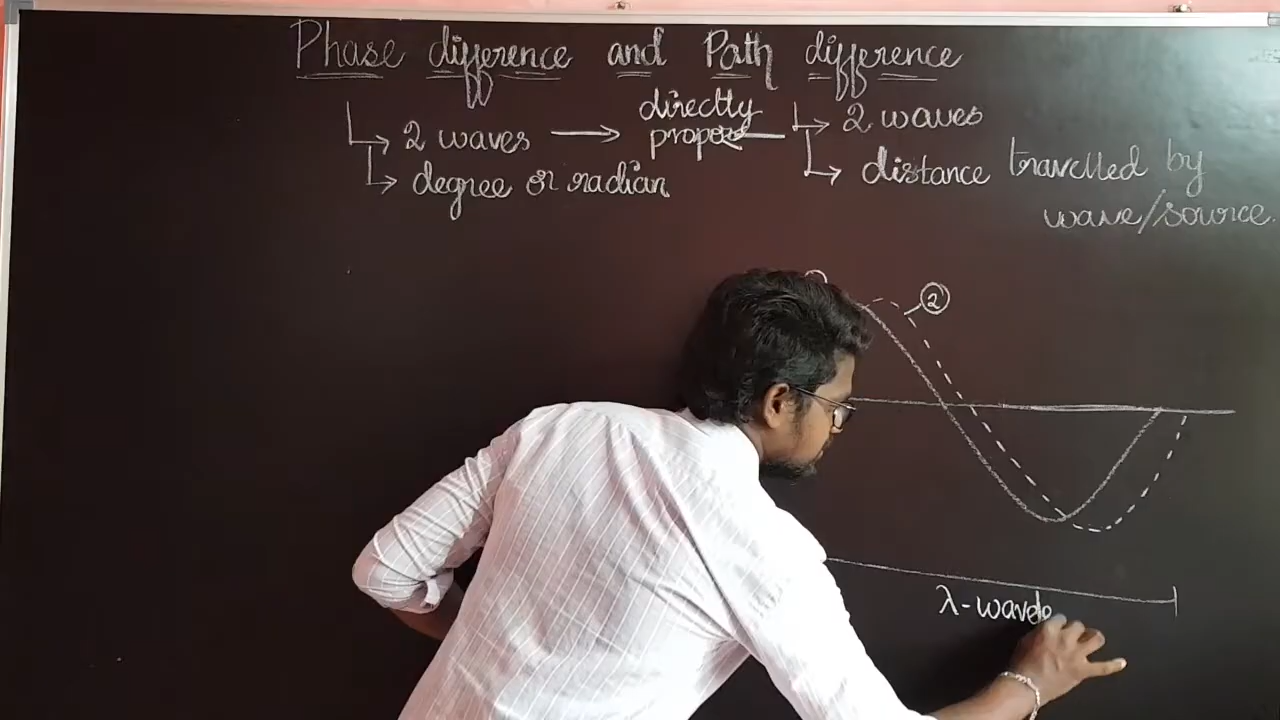 Phase difference and Path difference
2 waves
degree or radian
directly
prope
2 waves
distance travelled by
wave/source.
2
λ-wave